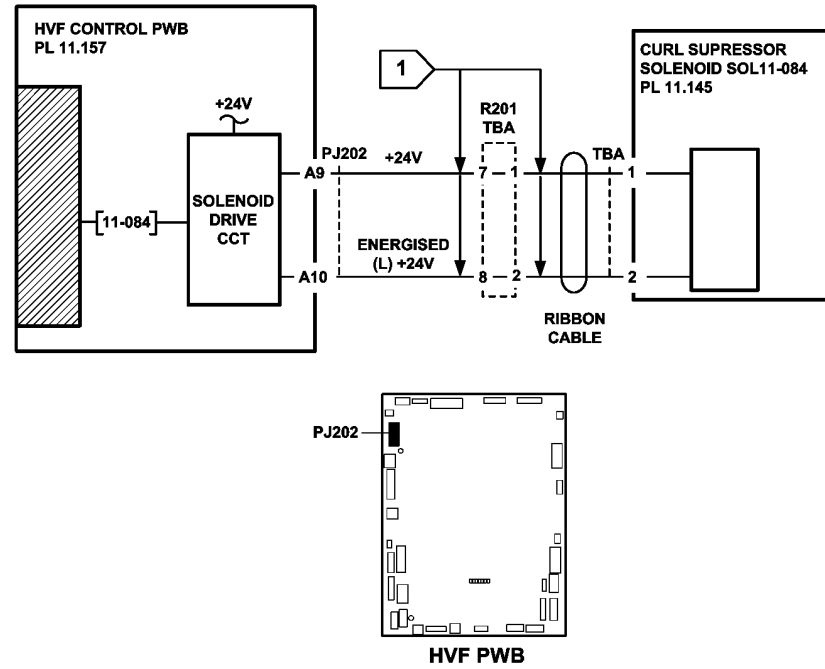 HVF CONTROL PWB
PL 11.157
+24V
SOLENOID
DRIVE
CCT
11-084
A9
A10
PJ202
+24V
ENERGISED
(L) +24V
1
R201
TBA
7 1
8 2
RIBBON
CABLE
TBA
1
2
CURL SUPRESSOR
SOLENOID SOL11-084
PL 11.145
PJ202
HVF PWB